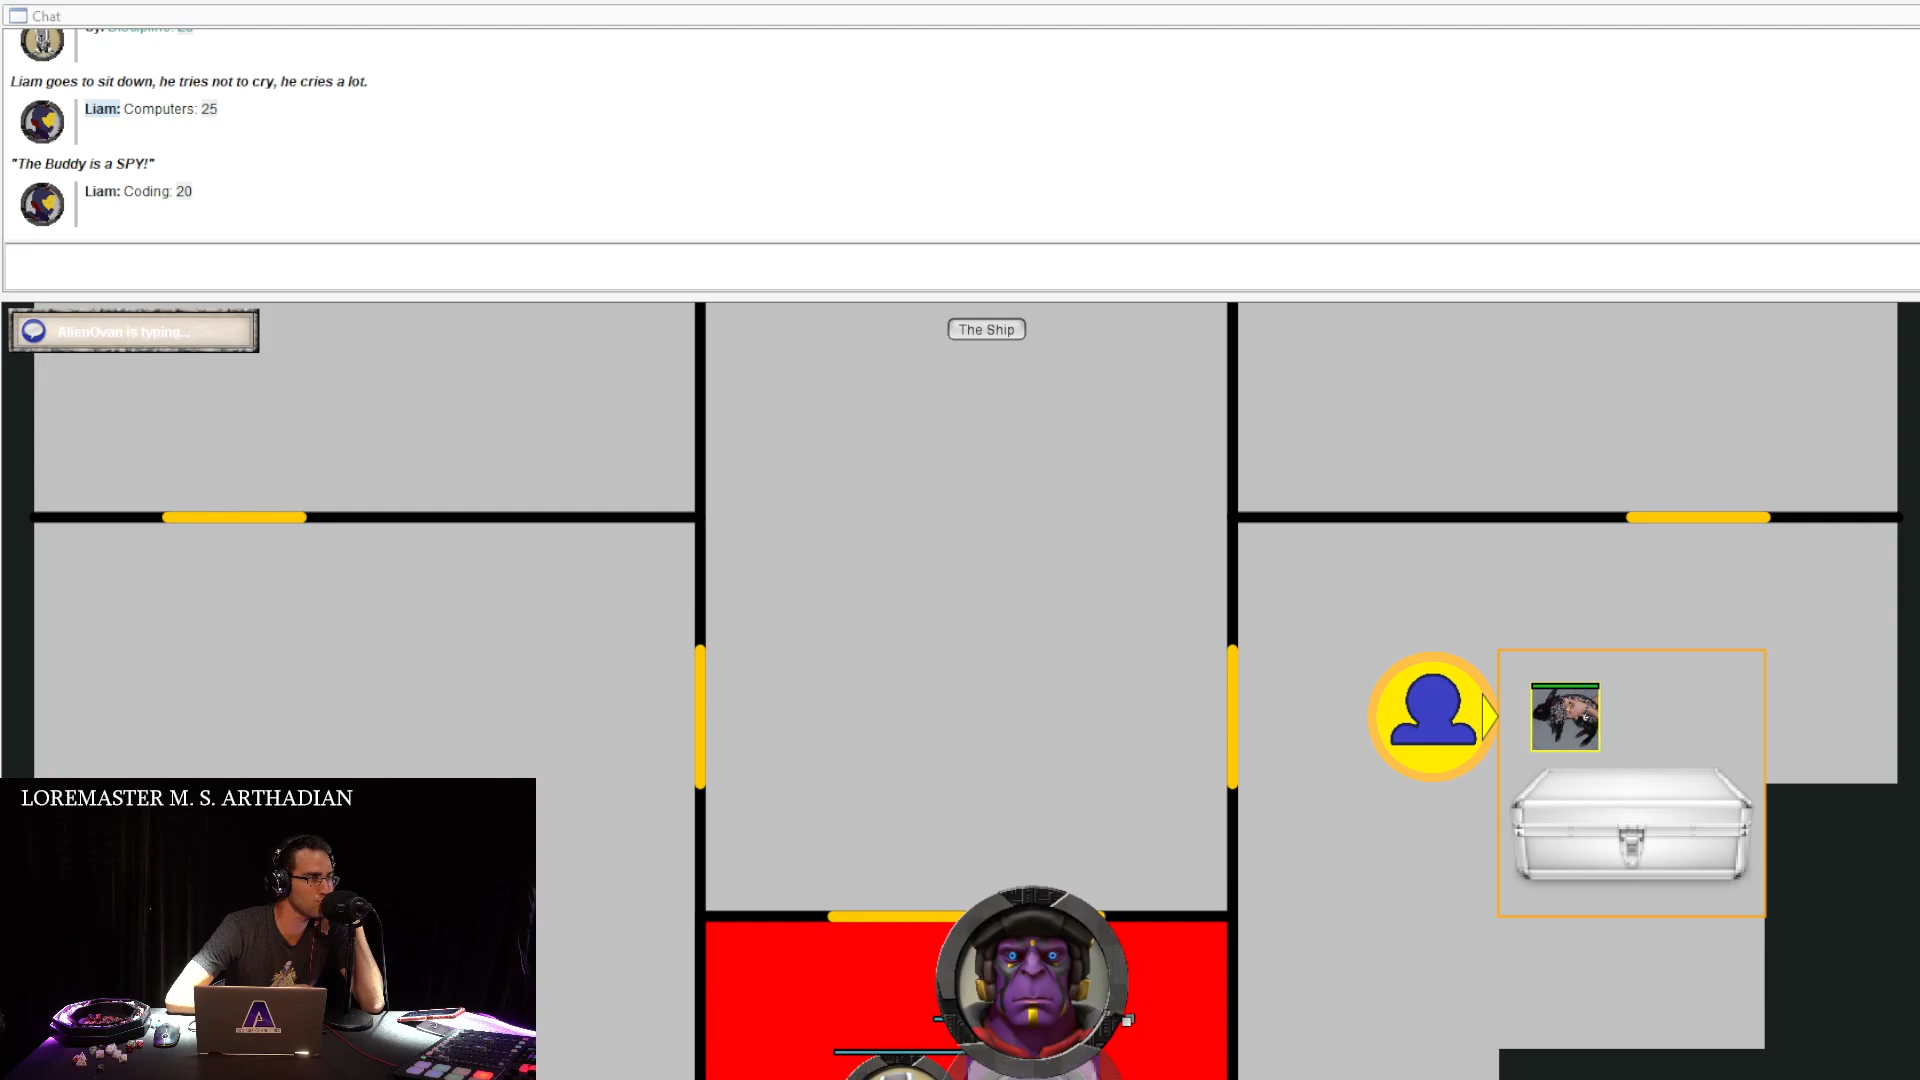 Chat
Liam goes to sit down, he tries not to cry, he cries a lot.
Liam: Computers: 25
"The Buddy is a SPY!"
Liam: Coding: 20
AlienOvan is typing...
The Ship
LOREMASTER M. S. ARTHADIAN